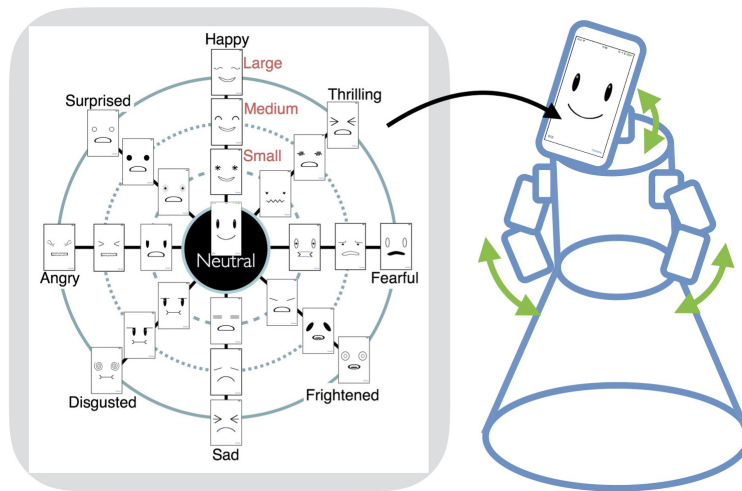 Happy
Large
Thrilling
Surprised
Medium
Small
Neutral
Angry
Fearful
Disgusted
Frightened
Sad